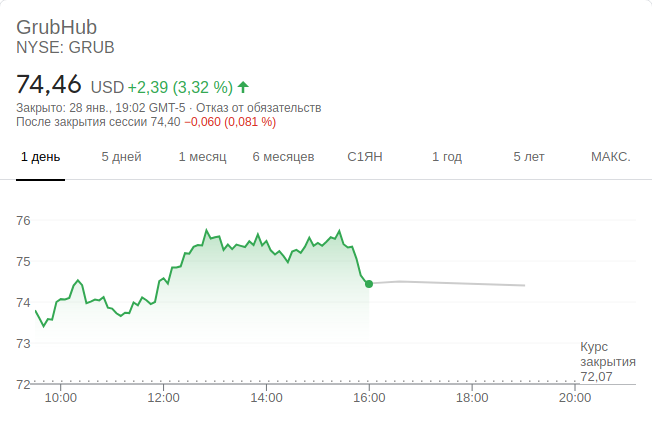 GrubHub
NYSE: GRUB
74,46 USD +2,39 (3,32 %)
Закрыто: 28 янв., 19:02 GMT-5 · Отказ от обязательств
После закрытия сессии 74,40 −0,060 (0,081 %)
1 день 5 дней 1 месяц 6 месяцев С1ЯН 1 год 5 лет МАКС.
76
75
74
73
72
Курс
закрытия
72,07
10:00 12:00 14:00 16:00 18:00 20:00